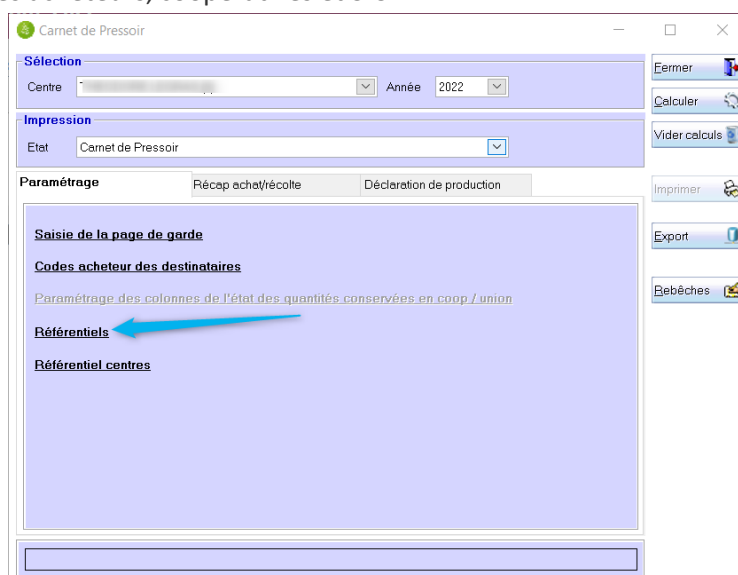 Carnet de Pressoir
Sélection
Centre Année 2022
Impression
Etat Carnet de Pressoir
Paramétrage Récap achat/récolte Déclaration de production
Saisie de la page de garde
Codes acheteur des destinataires
Paramétrage des colonnes de l'état des quantités conservées en coop / union
Référentiels
Référentiel centres
Fermer
Calculer
Vider calculs
Imprimer
Export
Rebêches